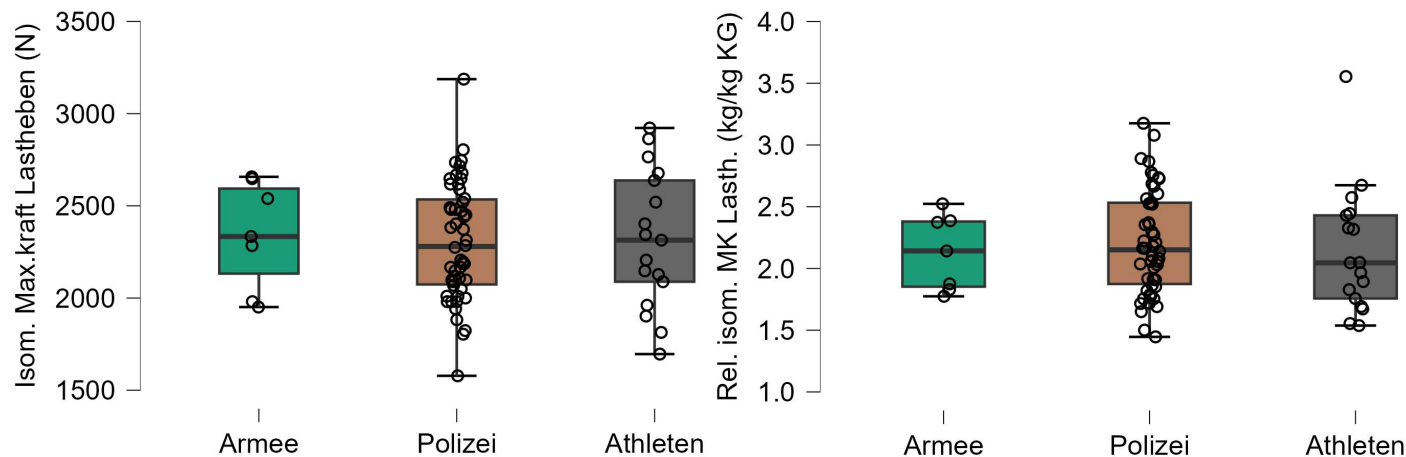 Isom. Max.kraft Lastheben (N)
3500
3000
2500
2000
1500
Armee
Polizei
Athleten
Rel. isom. MK Lasth. (kg/kg KG)
4.0
3.5
3.0
2.5
2.0
1.5
1.0
Armee
Polizei
Athleten